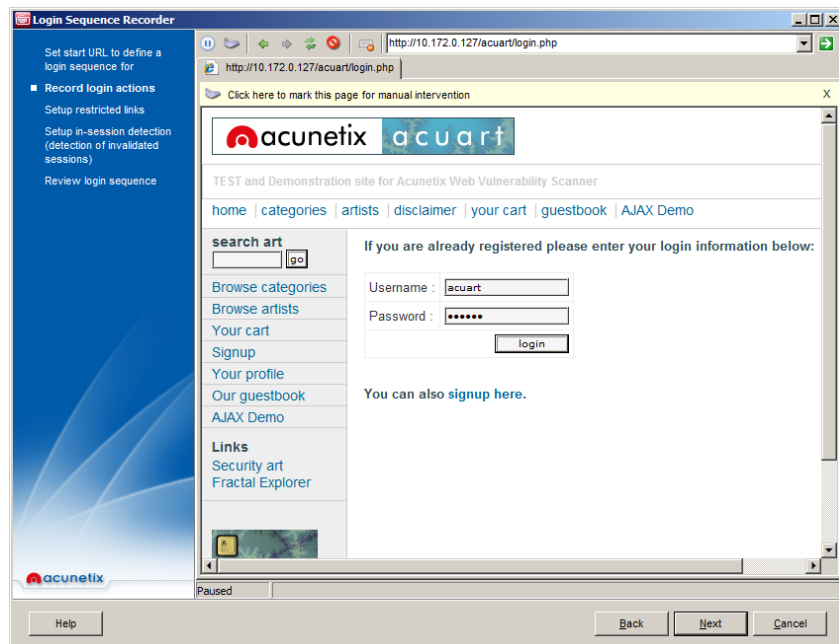 Login Sequence Recorder
Set start URL to define a
login sequence for
Record login actions
Setup restricted links
Setup in-session detection
(detection of invalidated
sessions)
Review login sequence
acunetix
http://10.172.0.127/acuart/login.php
http://10.172.0.127/acuart/login.php
Click here to mark this page for manual intervention X
acunetix acuart
TEST and Demonstration site for Acunetix Web Vulnerability Scanner
home | categories | artists | disclaimer | your cart | guestbook | AJAX Demo
search art
go
Browse categories
Browse artists
Your cart
Signup
Your profile
Our guestbook
AJAX Demo
Links
Security art
Fractal Explorer
If you are already registered please enter your login information below:
Username : acuart
Password : ••••••
login
You can also signup here.
Paused
Help Back Next Cancel